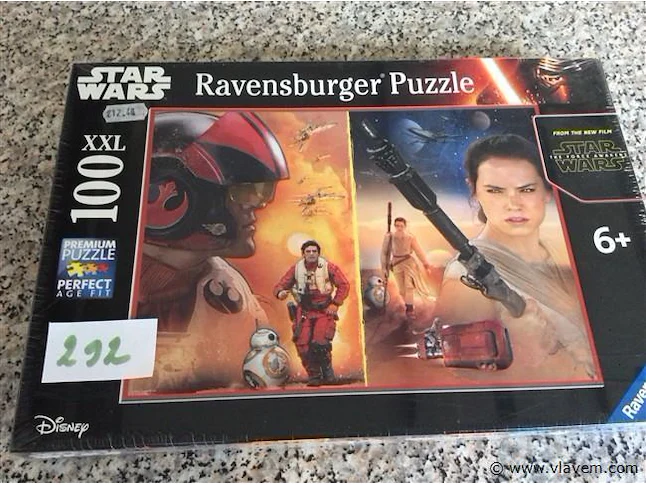 STAR
WARS
Ravensburger® Puzzle
XXL
100
FROM THE NEW FILM
STAR
THE FORCE AWAKENS
WARS
6+
PREMIUM
PUZZLE
PERFECT
AGE FIT
292
Disney
© www.vlavem.com